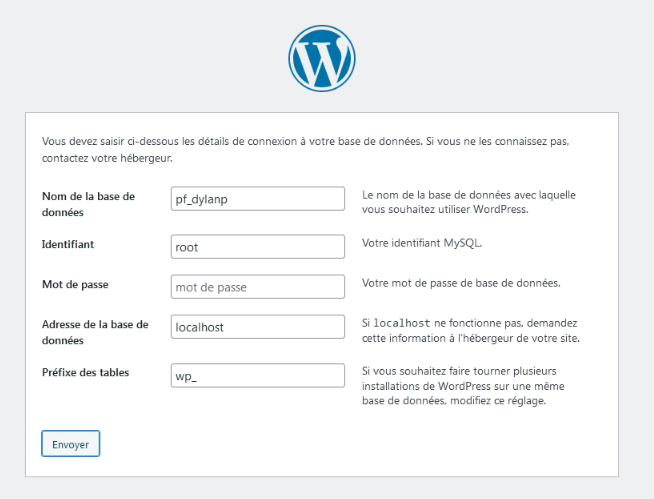 W
Vous devez saisir ci-dessous les détails de connexion à votre base de données. Si vous ne les connaissez pas,
contactez votre hébergeur.
Nom de la base de
données
pf_dylanp
Le nom de la base de données avec laquelle
vous souhaitez utiliser WordPress.
Identifiant
root
Votre identifiant MySQL.
Mot de passe
mot de passe
Votre mot de passe de base de données.
Adresse de la base de
données
localhost
Si localhost ne fonctionne pas, demandez
cette information à l'hébergeur de votre site.
Préfixe des tables
wp_
Si vous souhaitez faire tourner plusieurs
installations de WordPress sur une même
base de données, modifiez ce réglage.
Envoyer